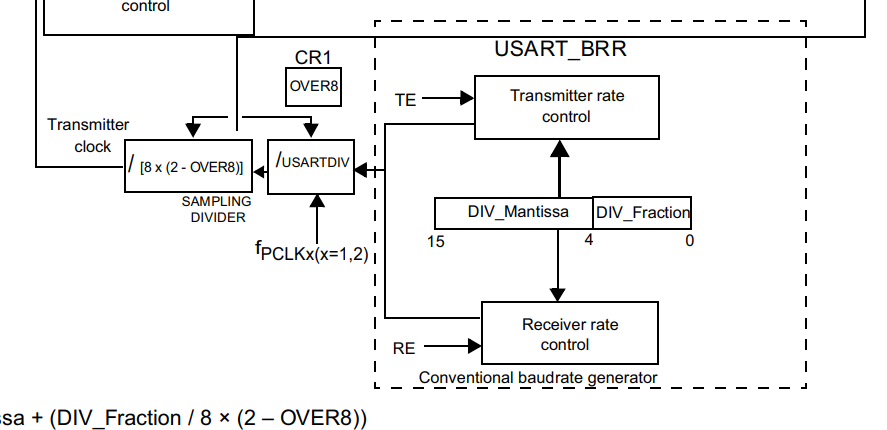 control
USART_BRR
CR1
OVER8
TE
Transmitter rate
control
Transmitter
clock
/ [8 x (2 - OVER8)]
/USARTDIV
SAMPLING
DIVIDER
DIV_Mantissa
DIV_Fraction
15
4
0
fPCLKx(x=1,2)
RE
Receiver rate
control
Conventional baudrate generator
ssa + (DIV_Fraction / 8 × (2 – OVER8))